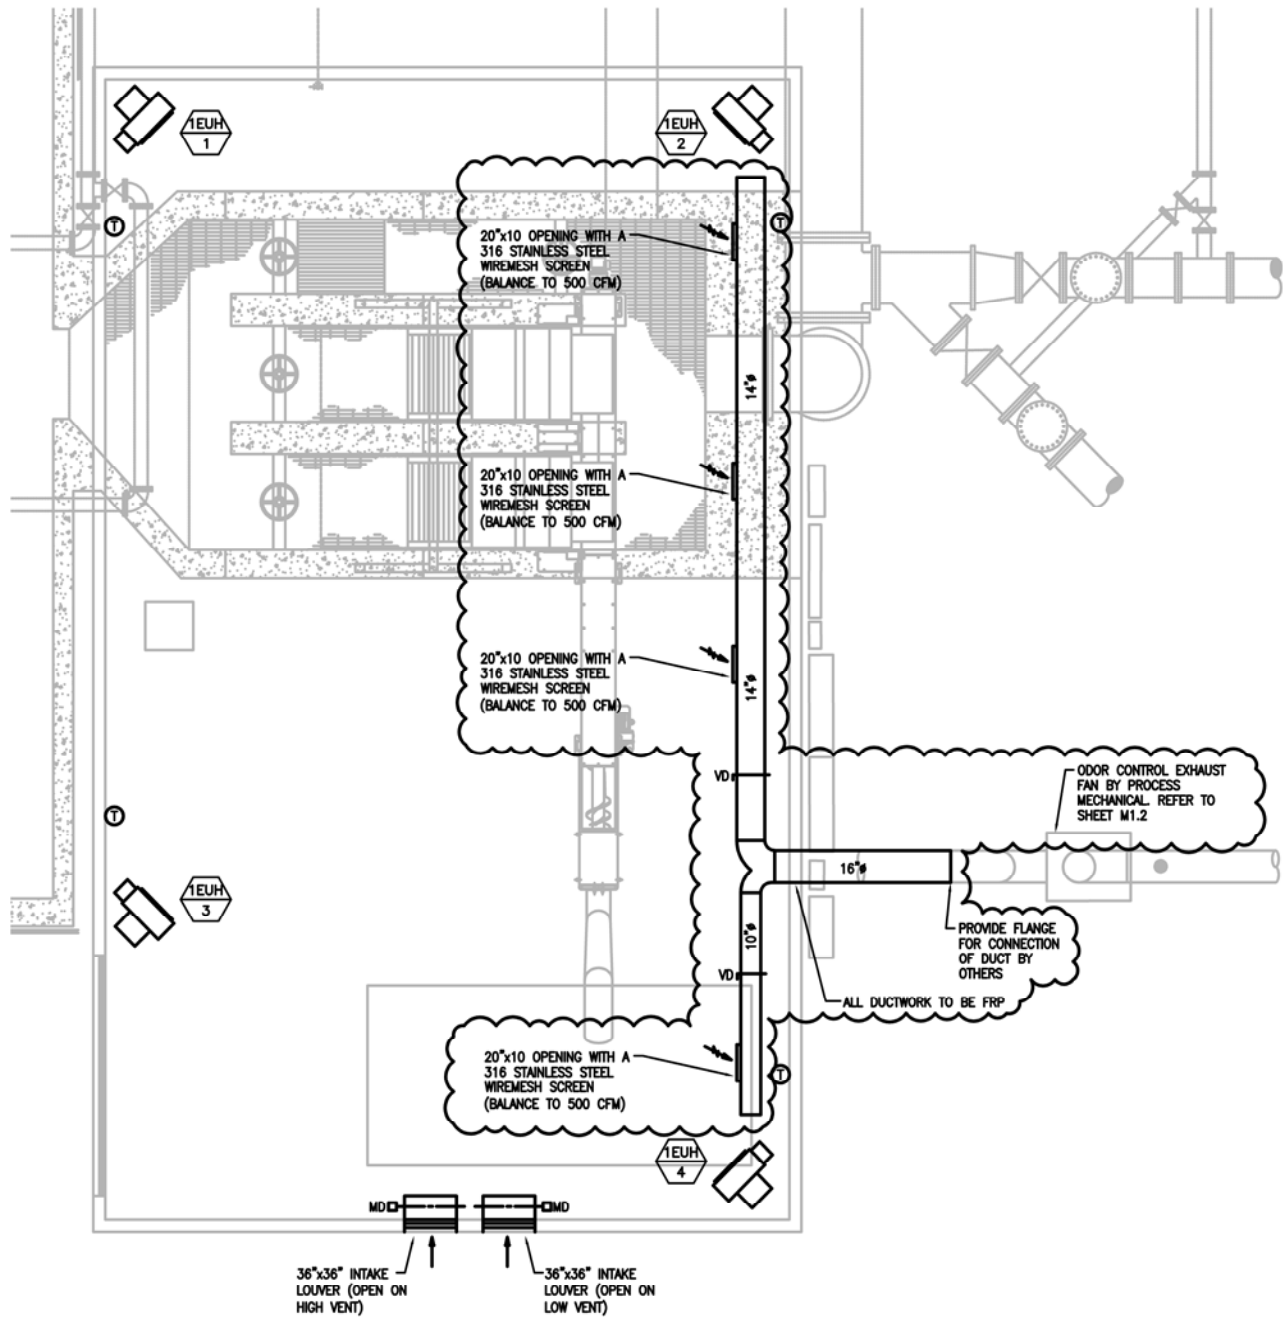 1EUH
1
1EUH
2
T
T
20"x10 OPENING WITH A
316 STAINLESS STEEL
WIREMESH SCREEN
(BALANCE TO 500 CFM)
14"ø
20"x10 OPENING WITH A
316 STAINLESS STEEL
WIREMESH SCREEN
(BALANCE TO 500 CFM)
20"x10 OPENING WITH A
316 STAINLESS STEEL
WIREMESH SCREEN
(BALANCE TO 500 CFM)
14"ø
VD
ODOR CONTROL EXHAUST
FAN BY PROCESS
MECHANICAL. REFER TO
SHEET M1.2
T
16"ø
1EUH
3
10"ø
PROVIDE FLANGE
FOR CONNECTION
OF DUCT BY
OTHERS
VD
ALL DUCTWORK TO BE FRP
20"x10 OPENING WITH A
316 STAINLESS STEEL
WIREMESH SCREEN
(BALANCE TO 500 CFM)
T
1EUH
4
MD
MD
36"x36" INTAKE
LOUVER (OPEN ON
HIGH VENT)
36"x36" INTAKE
LOUVER (OPEN ON
LOW VENT)